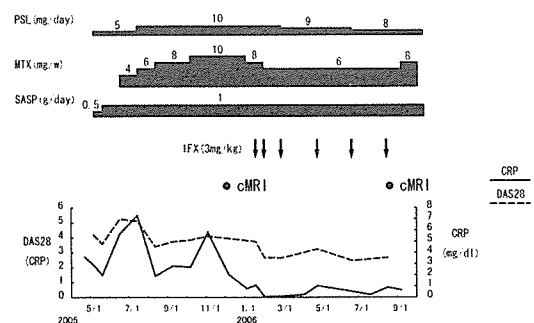 PSL(mg/day) 5 10 9 8
MTX(mg/w) 4 6 8 10 8 6 8
SASP(g/day) 0.5 1
IFX(3mg/kg)
cMRI cMRI
CRP
DAS28
DAS28 (CRP)
6
5
4
3
2
1
0
CRP (mg/dl)
8
7
6
5
4
3
2
1
0
5/1 7/1 9/1 11/1 1/1 3/1 5/1 7/1 9/1
2005 2006